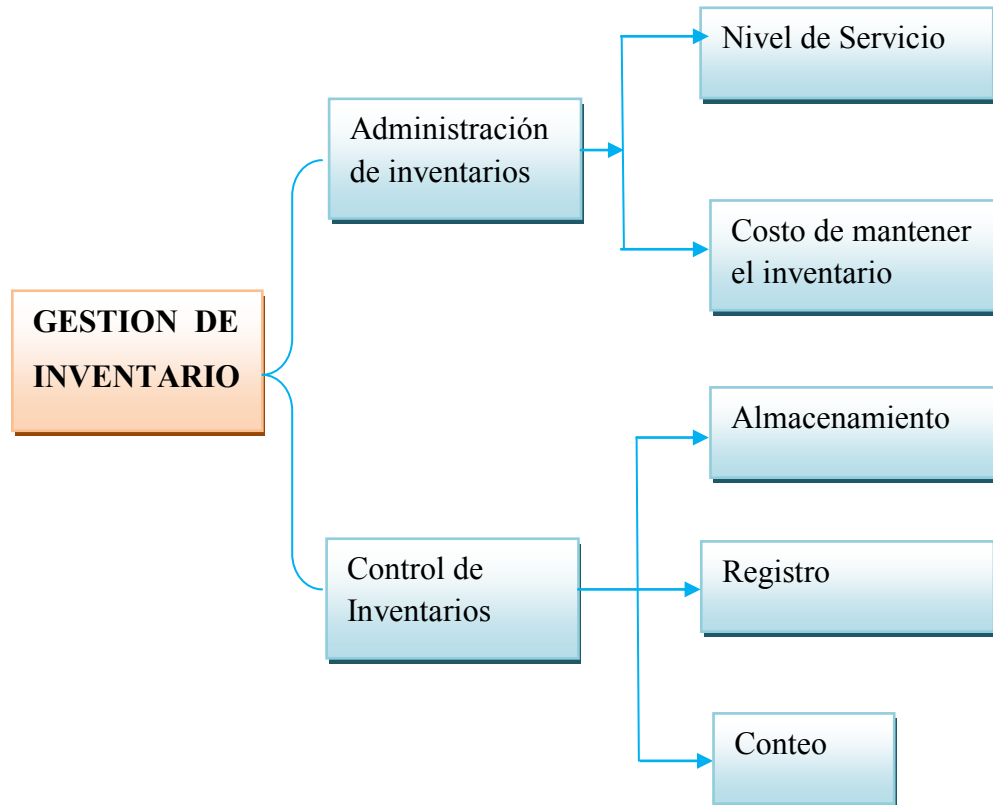 Nivel de Servicio
Administración
de inventarios
Costo de mantener
el inventario
GESTION DE
INVENTARIO
Almacenamiento
Control de
Inventarios
Registro
Conteo